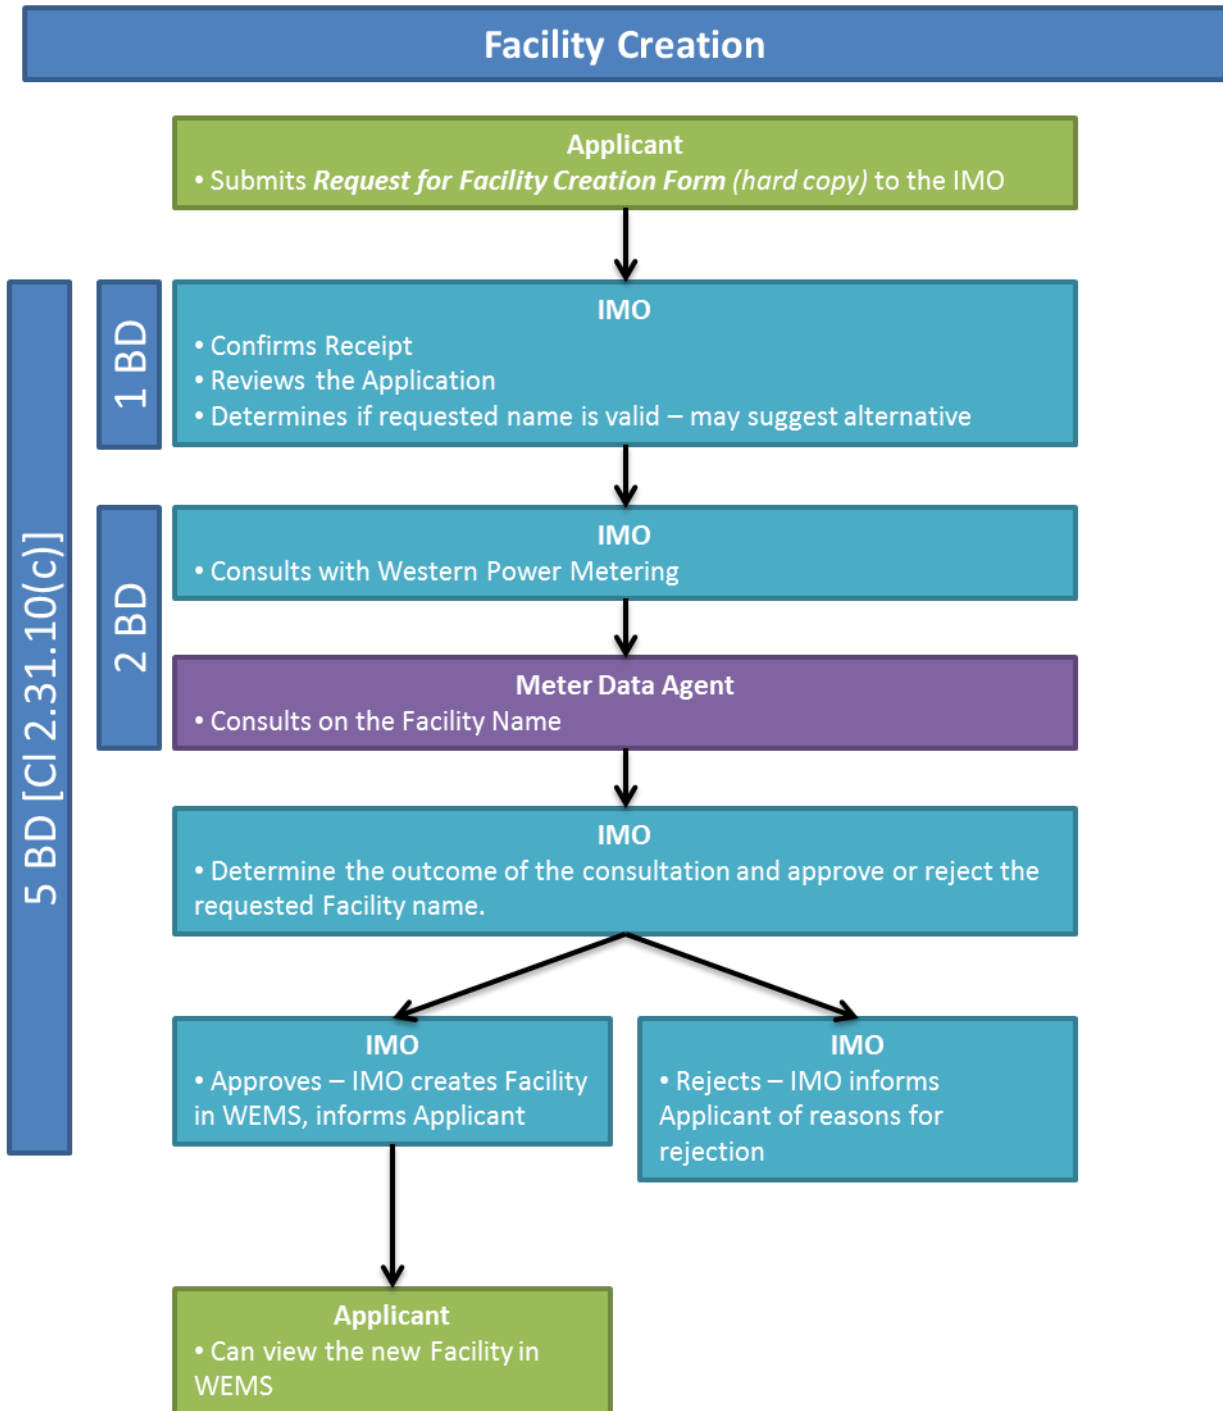 Facility Creation
Applicant
• Submits Request for Facility Creation Form (hard copy) to the IMO
5 BD [Cl 2.31.10(c)]
1 BD
IMO
• Confirms Receipt
• Reviews the Application
• Determines if requested name is valid – may suggest alternative
2 BD
IMO
• Consults with Western Power Metering
Meter Data Agent
• Consults on the Facility Name
IMO
• Determine the outcome of the consultation and approve or reject the
requested Facility name.
IMO
• Approves – IMO creates Facility
in WEMS, informs Applicant
IMO
• Rejects – IMO informs
Applicant of reasons for
rejection
Applicant
• Can view the new Facility in
WEMS